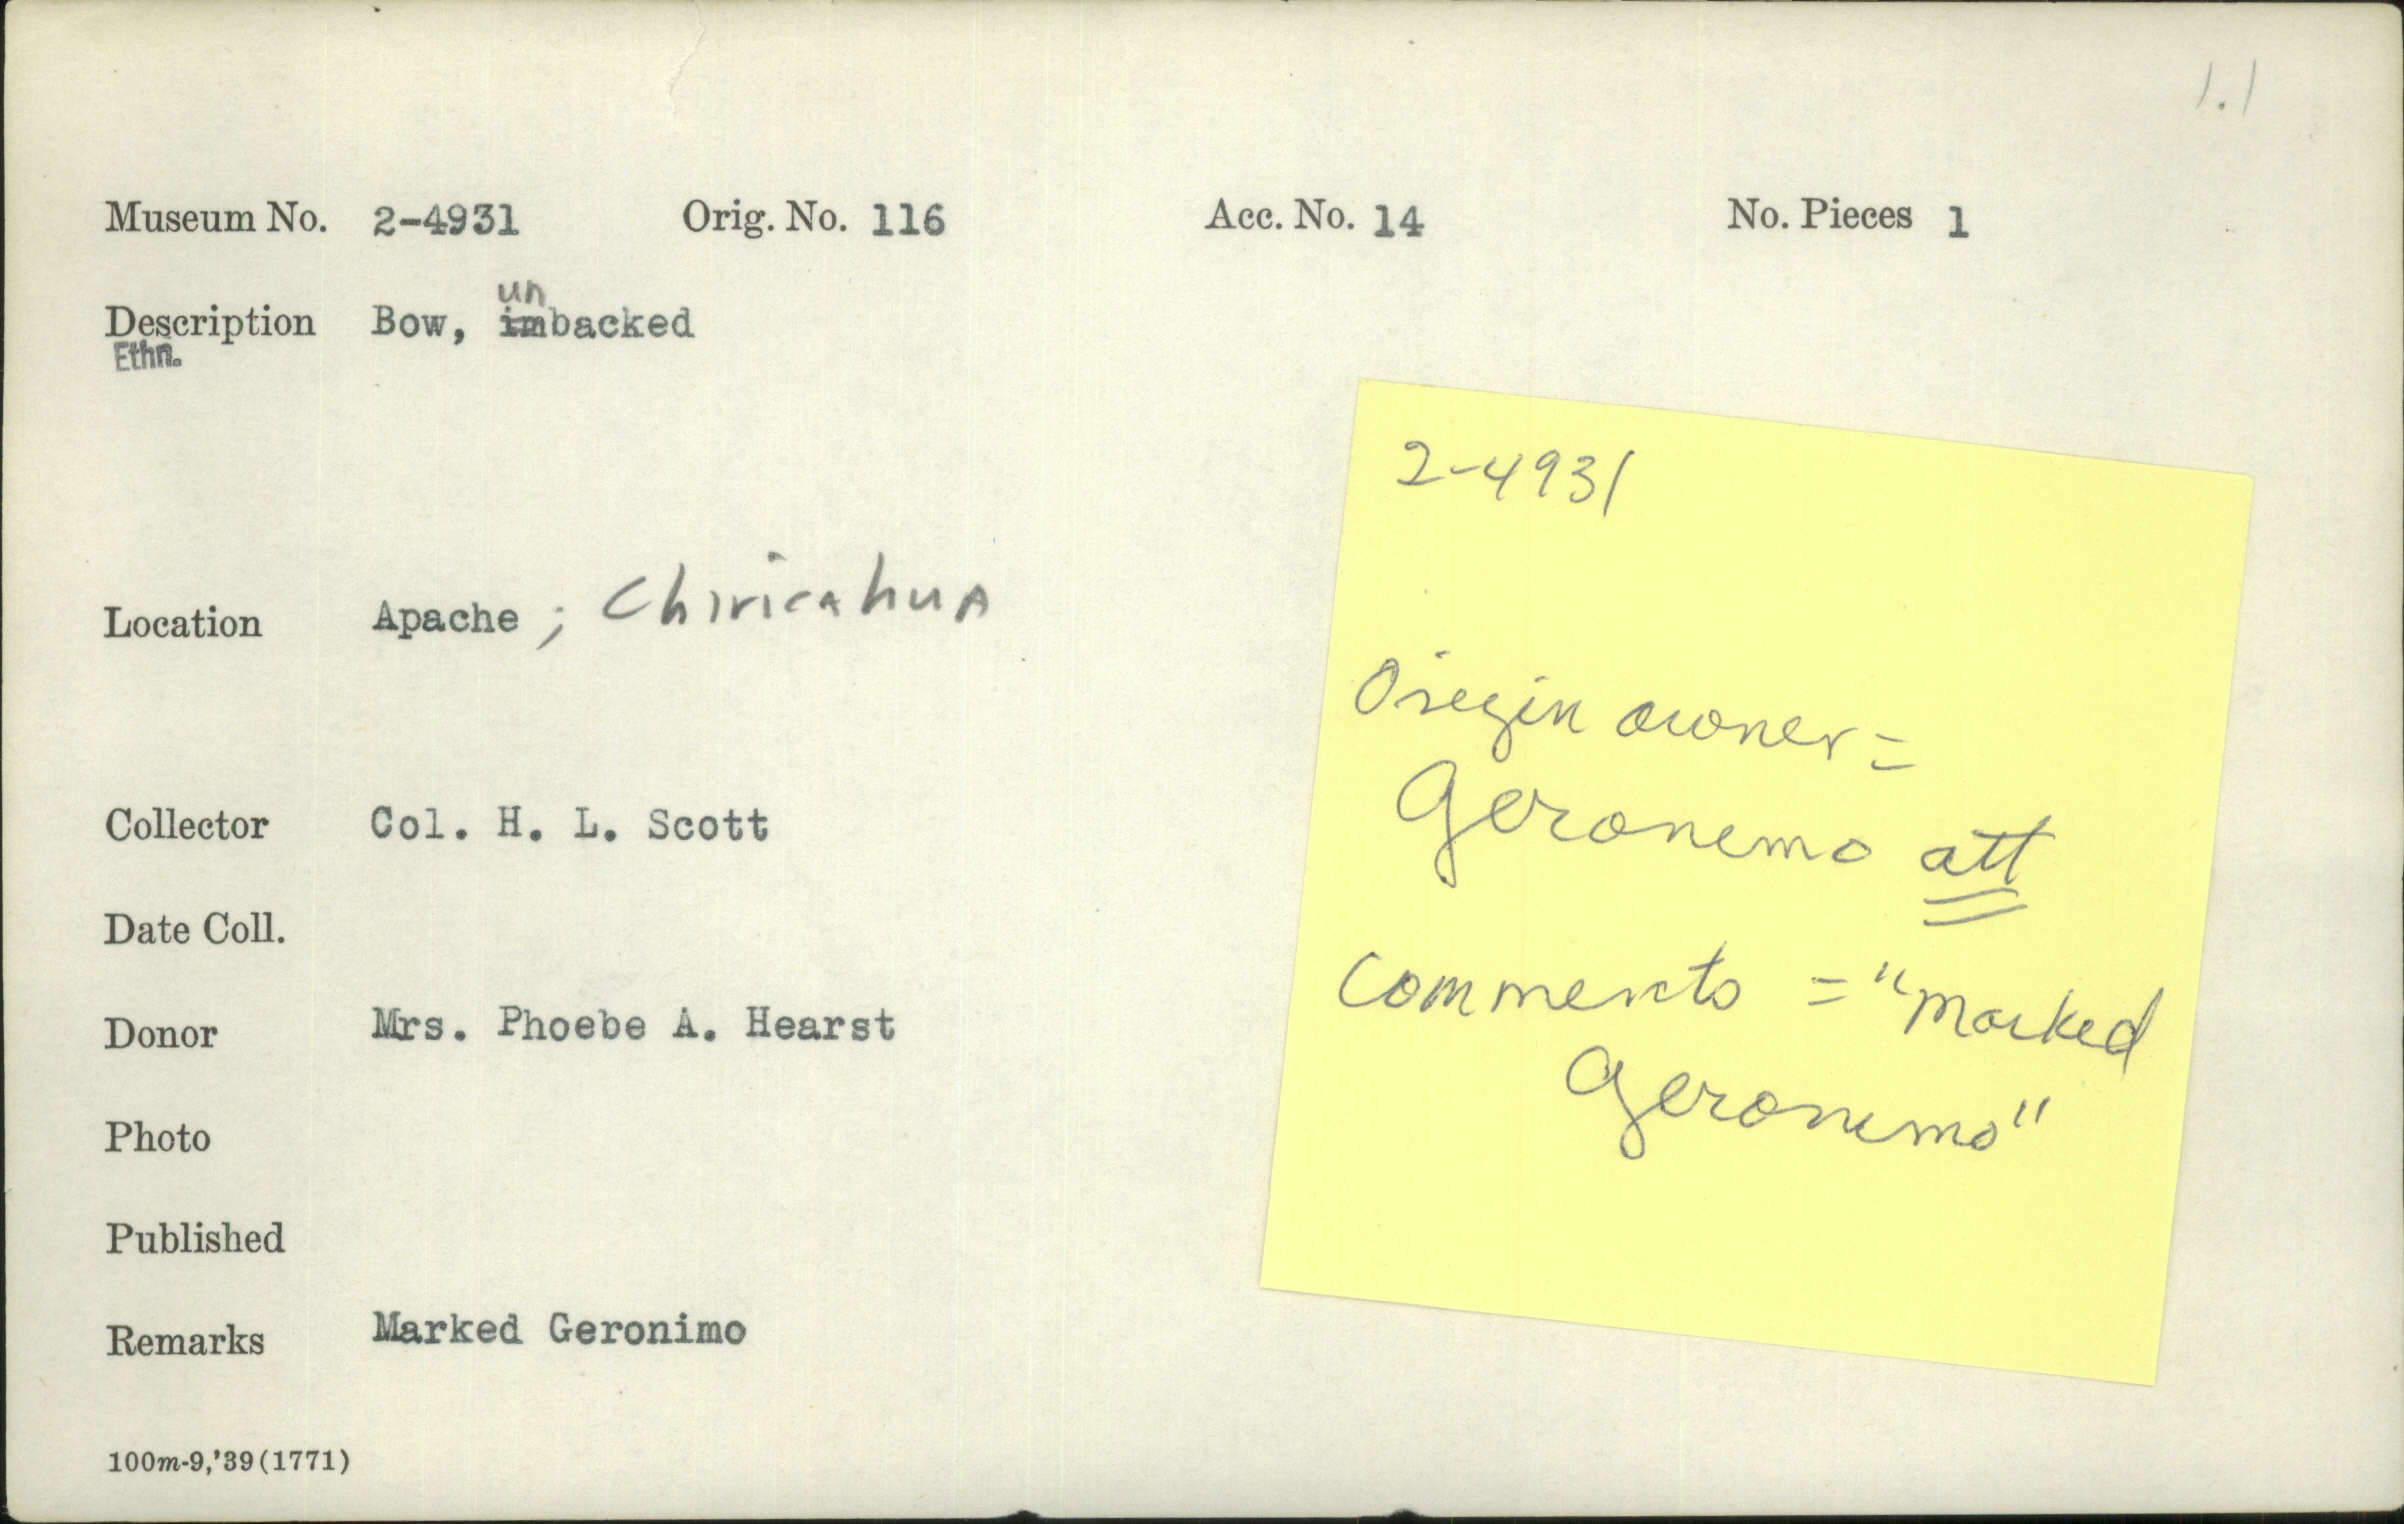 1.1
Museum No. 2-4931 Orig. No. 116 Acc. No. 14 No. Pieces 1
un
Description Bow, imbacked
Ethn.
Location Apache ; Chiricahua
Collector Col. H. L. Scott
Date Coll.
Donor Mrs. Phoebe A. Hearst
Photo
Published
Remarks Marked Geronimo
100m-9,'39(1771)
2-4931
Origin owner =
Geronimo att
Comments = "Marked
Geronimo"